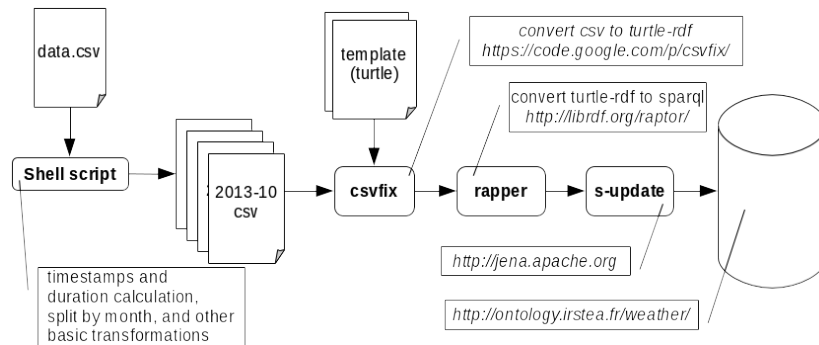 data.csv
template
(turtle)
convert csv to turtle-rdf
https://code.google.com/p/csvfix/
convert turtle-rdf to sparql
http://librdf.org/raptor/
Shell script
2013-10
csv
csvfix
rapper
s-update
http://jena.apache.org
timestamps and
duration calculation,
split by month, and other
basic transformations
http://ontology.irstea.fr/weather/